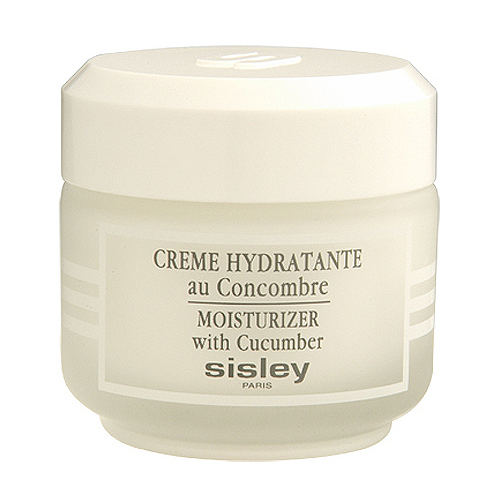 CREME HYDRATANTE
au Concombre
MOISTURIZER
with Cucumber
sisley
PARIS